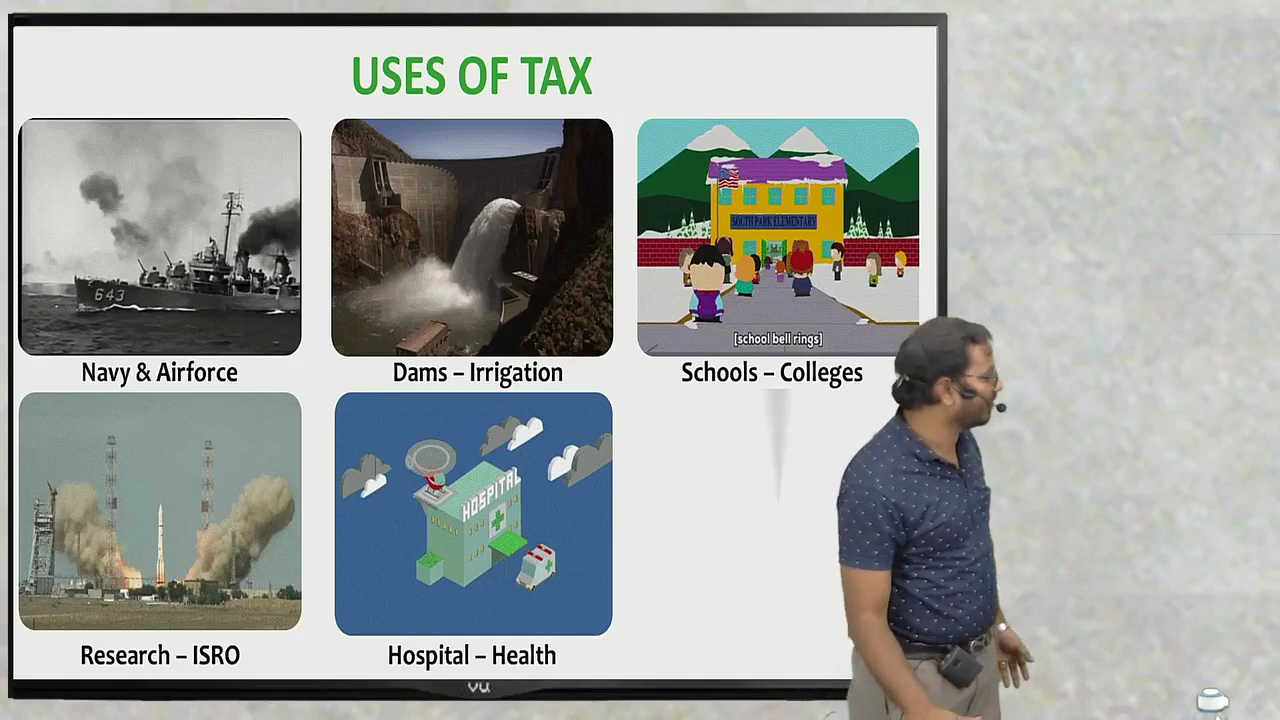 USES OF TAX
643
SOUTH PARK ELEMENTARY
[school bell rings]
Navy & Airforce
Dams – Irrigation
Schools – Colleges
HOSPITAL
Research – ISRO
Hospital – Health
vu